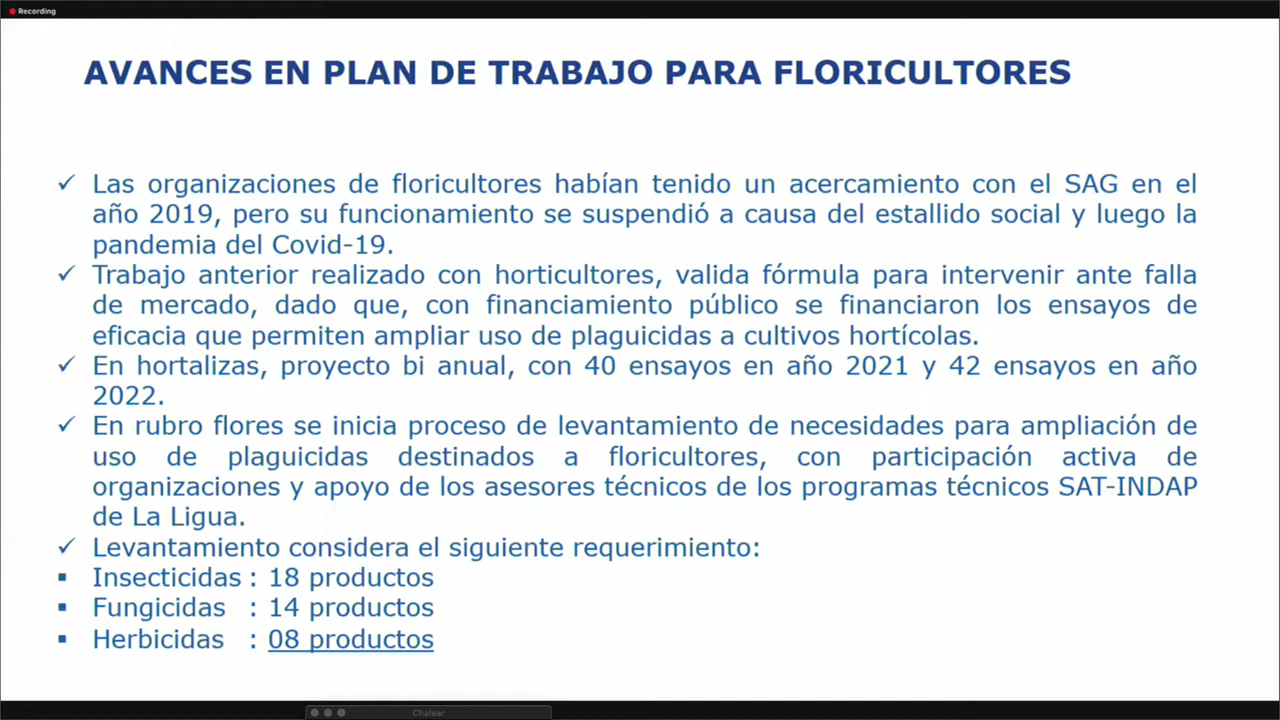 Recording
AVANCES EN PLAN DE TRABAJO PARA FLORICULTORES
✓ Las organizaciones de floricultores habían tenido un acercamiento con el SAG en el
año 2019, pero su funcionamiento se suspendió a causa del estallido social y luego la
pandemia del Covid-19.
✓ Trabajo anterior realizado con horticultores, valida fórmula para intervenir ante falla
de mercado, dado que, con financiamiento público se financiaron los ensayos de
eficacia que permiten ampliar uso de plaguicidas a cultivos hortícolas.
✓ En hortalizas, proyecto bi anual, con 40 ensayos en año 2021 y 42 ensayos en año
2022.
✓ En rubro flores se inicia proceso de levantamiento de necesidades para ampliación de
uso de plaguicidas destinados a floricultores, con participación activa de
organizaciones y apoyo de los asesores técnicos de los programas técnicos SAT-INDAP
de La Ligua.
✓ Levantamiento considera el siguiente requerimiento:
▪ Insecticidas : 18 productos
▪ Fungicidas : 14 productos
▪ Herbicidas : 08 productos
Chatear